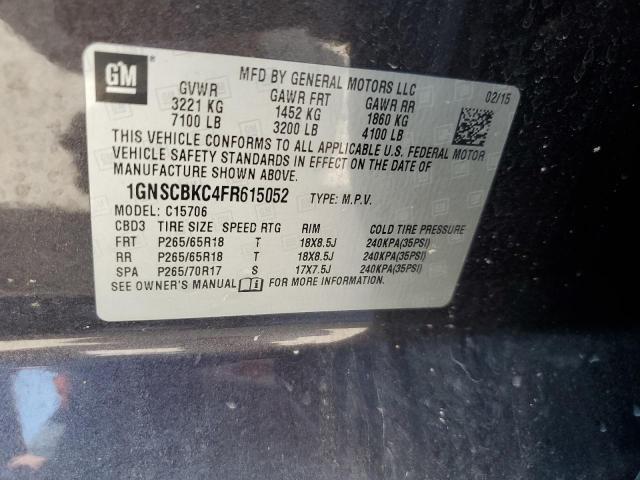 GM
MFD BY GENERAL MOTORS LLC
02/15
GVWR GAWR FRT GAWR RR
3221 KG 1452 KG 1860 KG
7100 LB 3200 LB 4100 LB
THIS VEHICLE CONFORMS TO ALL APPLICABLE U.S. FEDERAL MOTOR
VEHICLE SAFETY STANDARDS IN EFFECT ON THE DATE OF
MANUFACTURE SHOWN ABOVE.
1GNSCBKC4FR615052 TYPE: M.P.V.
MODEL: C15706
CBD3 TIRE SIZE SPEED RTG RIM COLD TIRE PRESSURE
FRT P265/65R18 T 18X8.5J 240KPA(35PSI)
RR P265/65R18 T 18X8.5J 240KPA(35PSI)
SPA P265/70R17 S 17X7.5J 240KPA(35PSI)
SEE OWNER'S MANUAL FOR MORE INFORMATION.